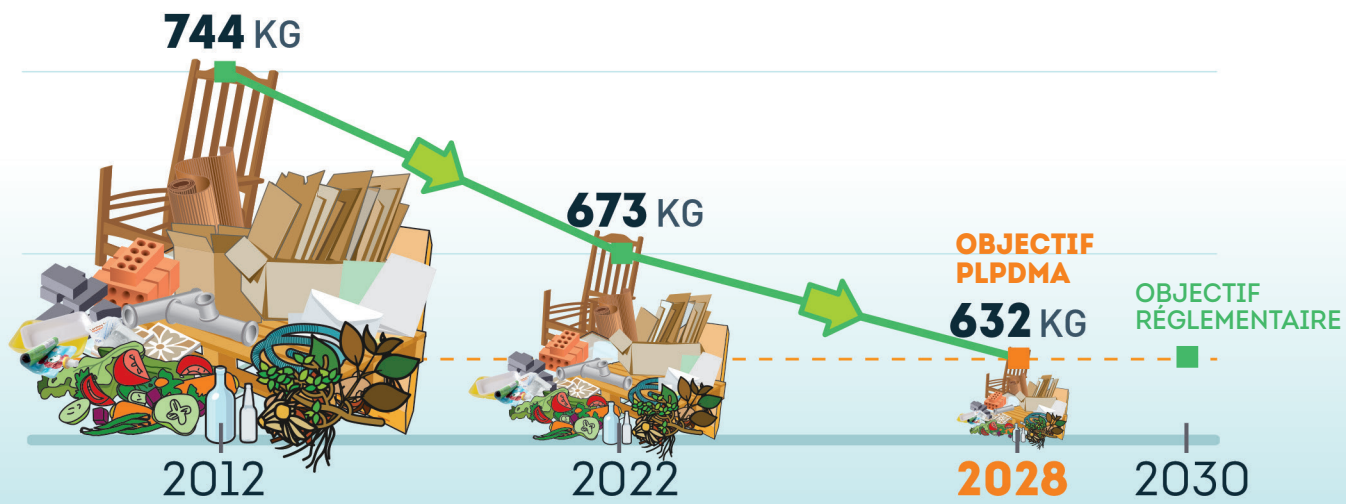 744 KG
673 KG
OBJECTIF
PLPDMA
632 KG
OBJECTIF
RÉGLEMENTAIRE
2012
2022
2028
2030